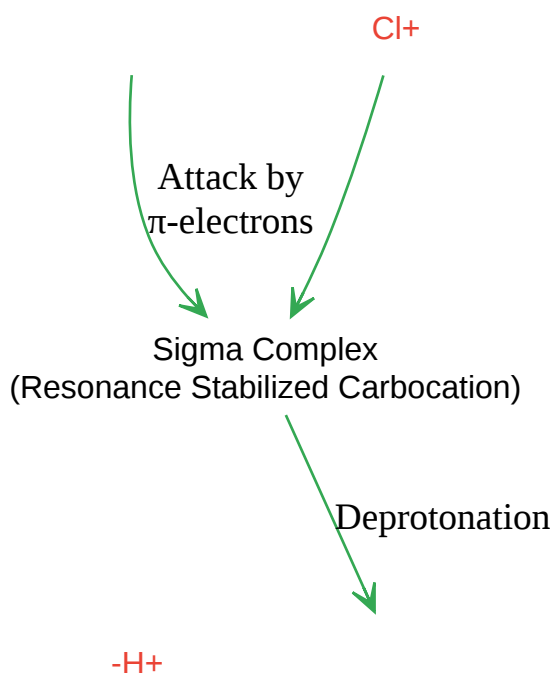 Cl+
Attack by
π-electrons
Sigma Complex
(Resonance Stabilized Carbocation)
Deprotonation
-H+